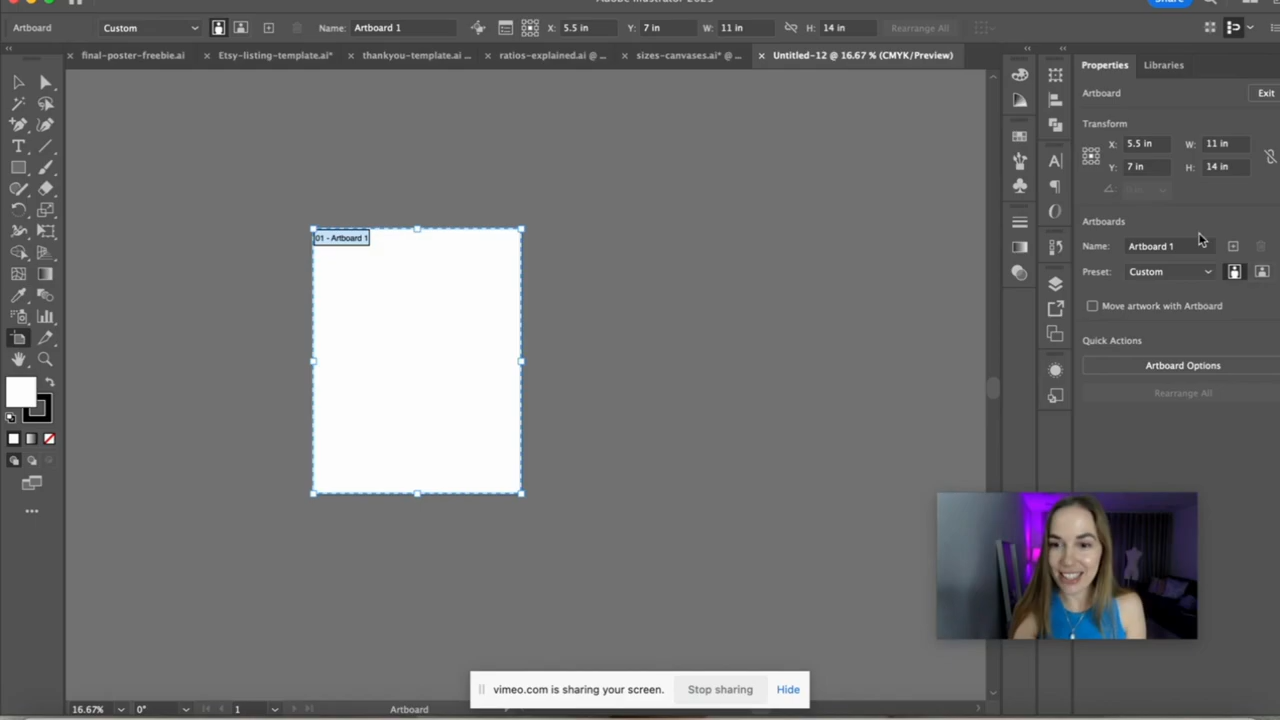 Artboard Custom Name: Artboard 1 X: 5.5 in Y: 7 in W: 11 in H: 14 in Rearrange All
final-poster-freebie.ai Etsy-listing-template.ai* thankyou-template.ai ... ratios-explained.ai @ ... sizes-canvases.ai* @ ... Untitled-12 @ 16.67 % (CMYK/Preview)
Properties Libraries
Artboard Exit
Transform
X: 5.5 in W: 11 in
Y: 7 in H: 14 in
Artboards
01 - Artboard 1
Name: Artboard 1
Preset: Custom
Move artwork with Artboard
Quick Actions
Artboard Options
Rearrange All
vimeo.com is sharing your screen. Stop sharing Hide
16.67% 0° 1 Artboard